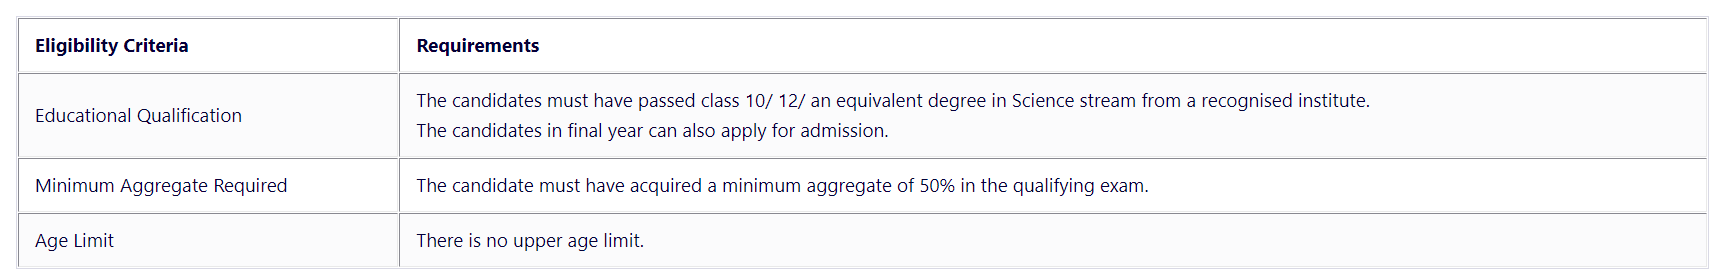 Eligibility Criteria
Requirements
Educational Qualification
The candidates must have passed class 10/ 12/ an equivalent degree in Science stream from a recognised institute.
The candidates in final year can also apply for admission.
Minimum Aggregate Required
The candidate must have acquired a minimum aggregate of 50% in the qualifying exam.
Age Limit
There is no upper age limit.